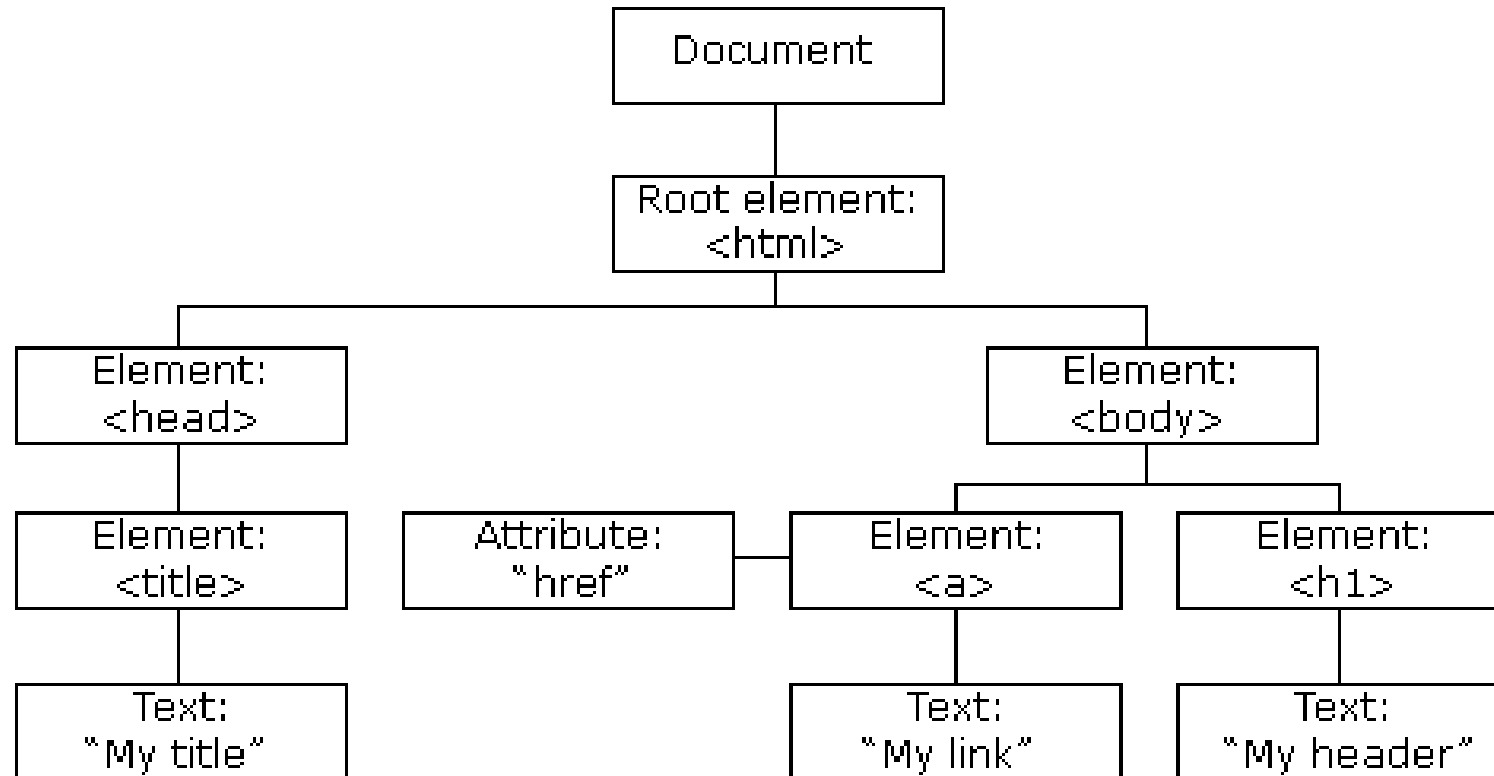 Document
Root element:
<html>
Element:
<head>
Element:
<body>
Element:
<title>
Attribute:
“href”
Element:
<a>
Element:
<h1>
Text:
“My title”
Text:
“My link”
Text:
“My header”